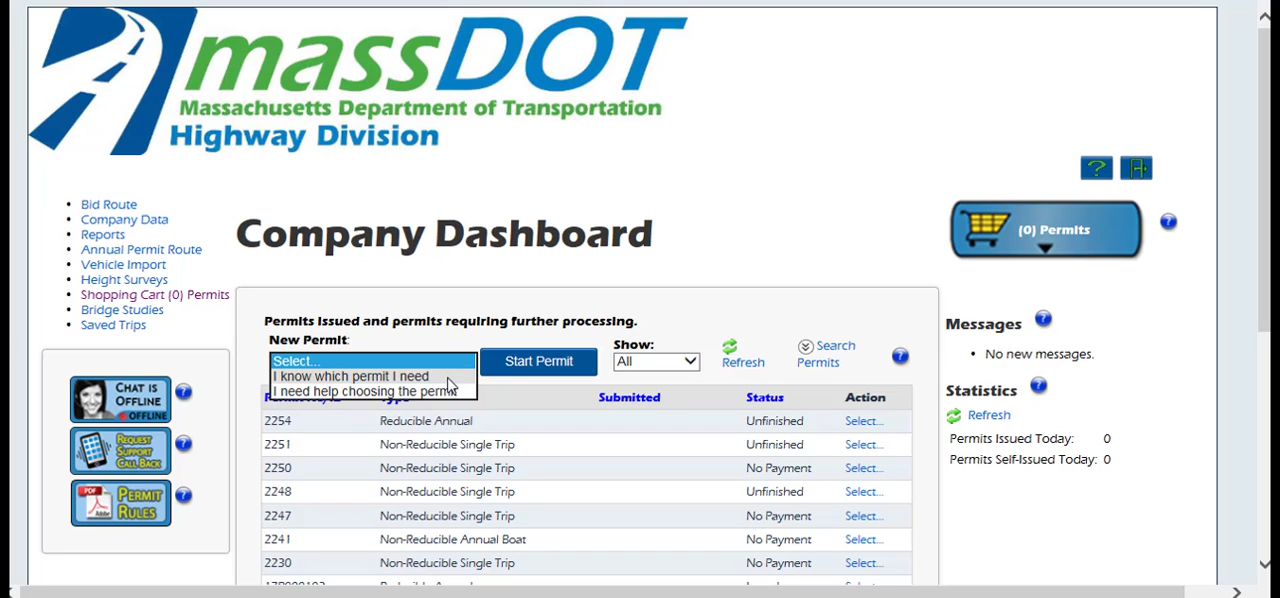 massDOT
Massachusetts Department of Transportation
Highway Division
?
Bid Route
Company Data
Reports
Annual Permit Route
Vehicle Import
Height Surveys
Shopping Cart (0) Permits
Bridge Studies
Saved Trips
Company Dashboard
(0) Permits
?
Permits issued and permits requiring further processing.
New Permit:
Select...
I know which permit I need
I need help choosing the permit
Start Permit
Show:
All
Refresh
Search
Permits
?
Type Submitted Status Action
2254 Reducible Annual Unfinished Select...
2251 Non-Reducible Single Trip Unfinished Select...
2250 Non-Reducible Single Trip No Payment Select...
2248 Non-Reducible Single Trip Unfinished Select...
2247 Non-Reducible Single Trip No Payment Select...
2241 Non-Reducible Annual Boat No Payment Select...
2230 Non-Reducible Single Trip No Payment Select...
Messages ?
No new messages.
Statistics ?
Refresh
Permits Issued Today: 0
Permits Self-Issued Today: 0
CHAT IS
OFFLINE
OFFLINE
?
REQUEST
SUPPORT
CALL BACK
?
PDF
Adobe
PERMIT
RULES
?